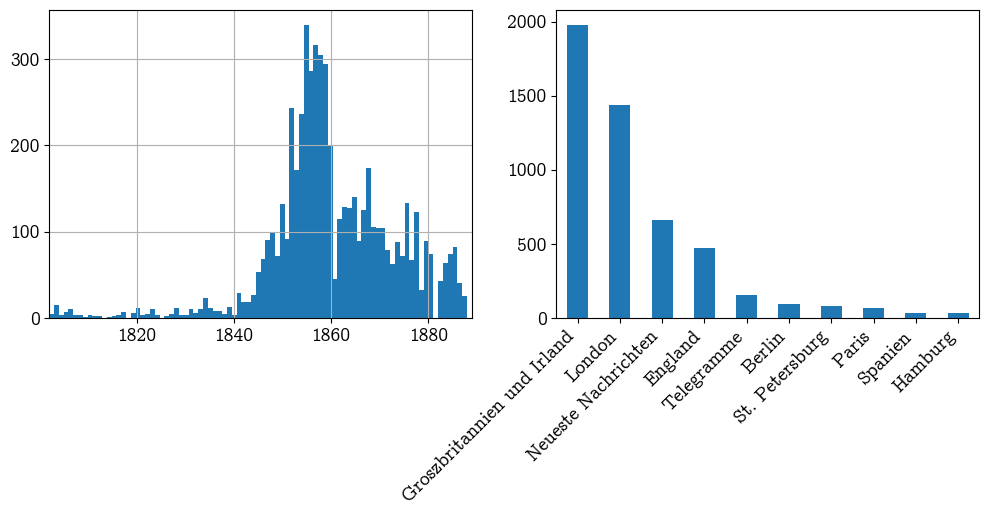 300
200
100
0
1820 1840 1860 1880
2000
1500
1000
500
0
Groszbritannien und Irland
London
Neueste Nachrichten
England
Telegramme
Berlin
St. Petersburg
Paris
Spanien
Hamburg